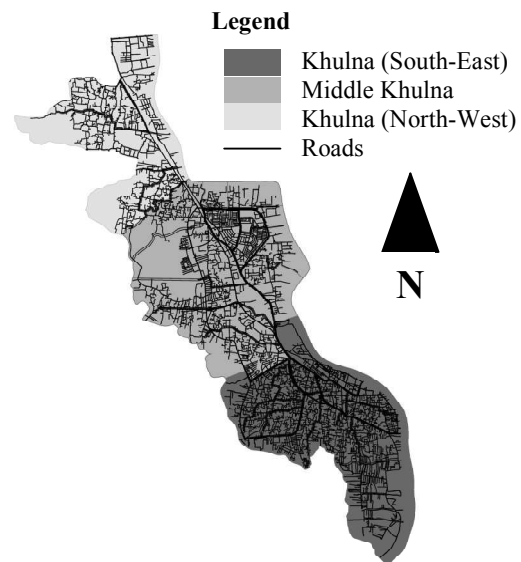 Legend
Khulna (South-East)
Middle Khulna
Khulna (North-West)
Roads
N